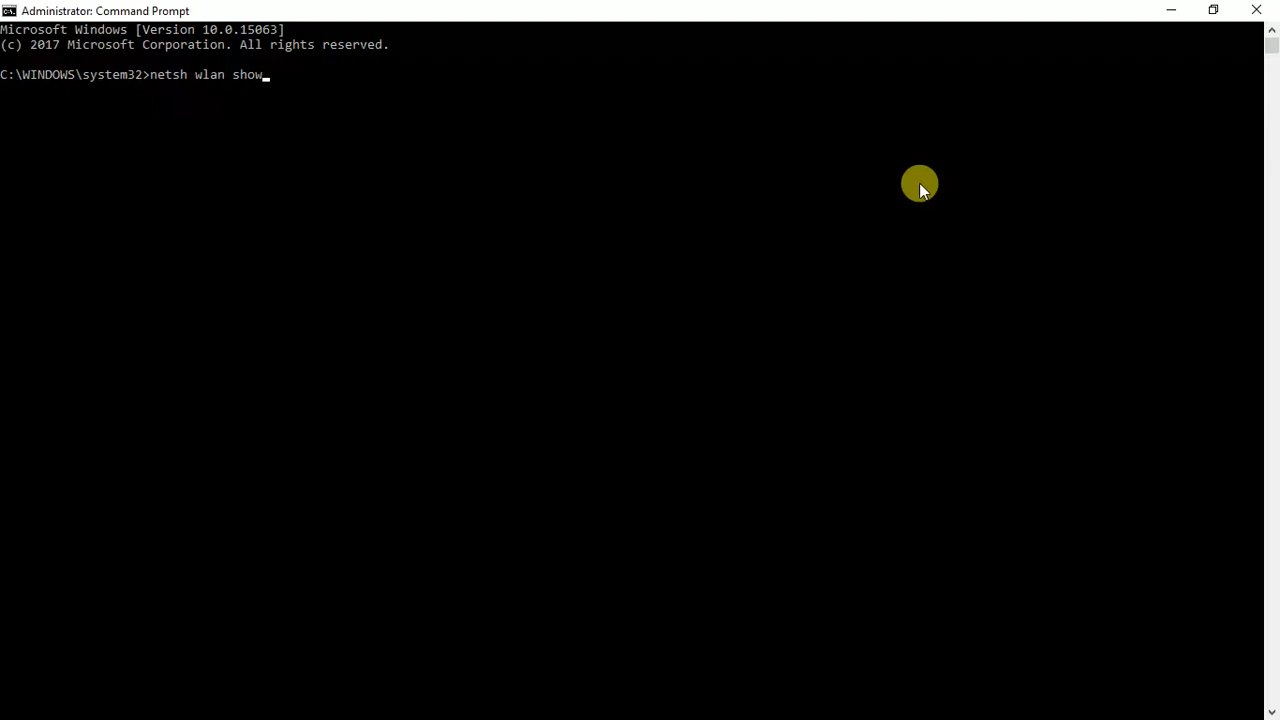 Administrator: Command Prompt
Microsoft Windows [Version 10.0.15063]
(c) 2017 Microsoft Corporation. All rights reserved.
C:\WINDOWS\system32>netsh wlan show_